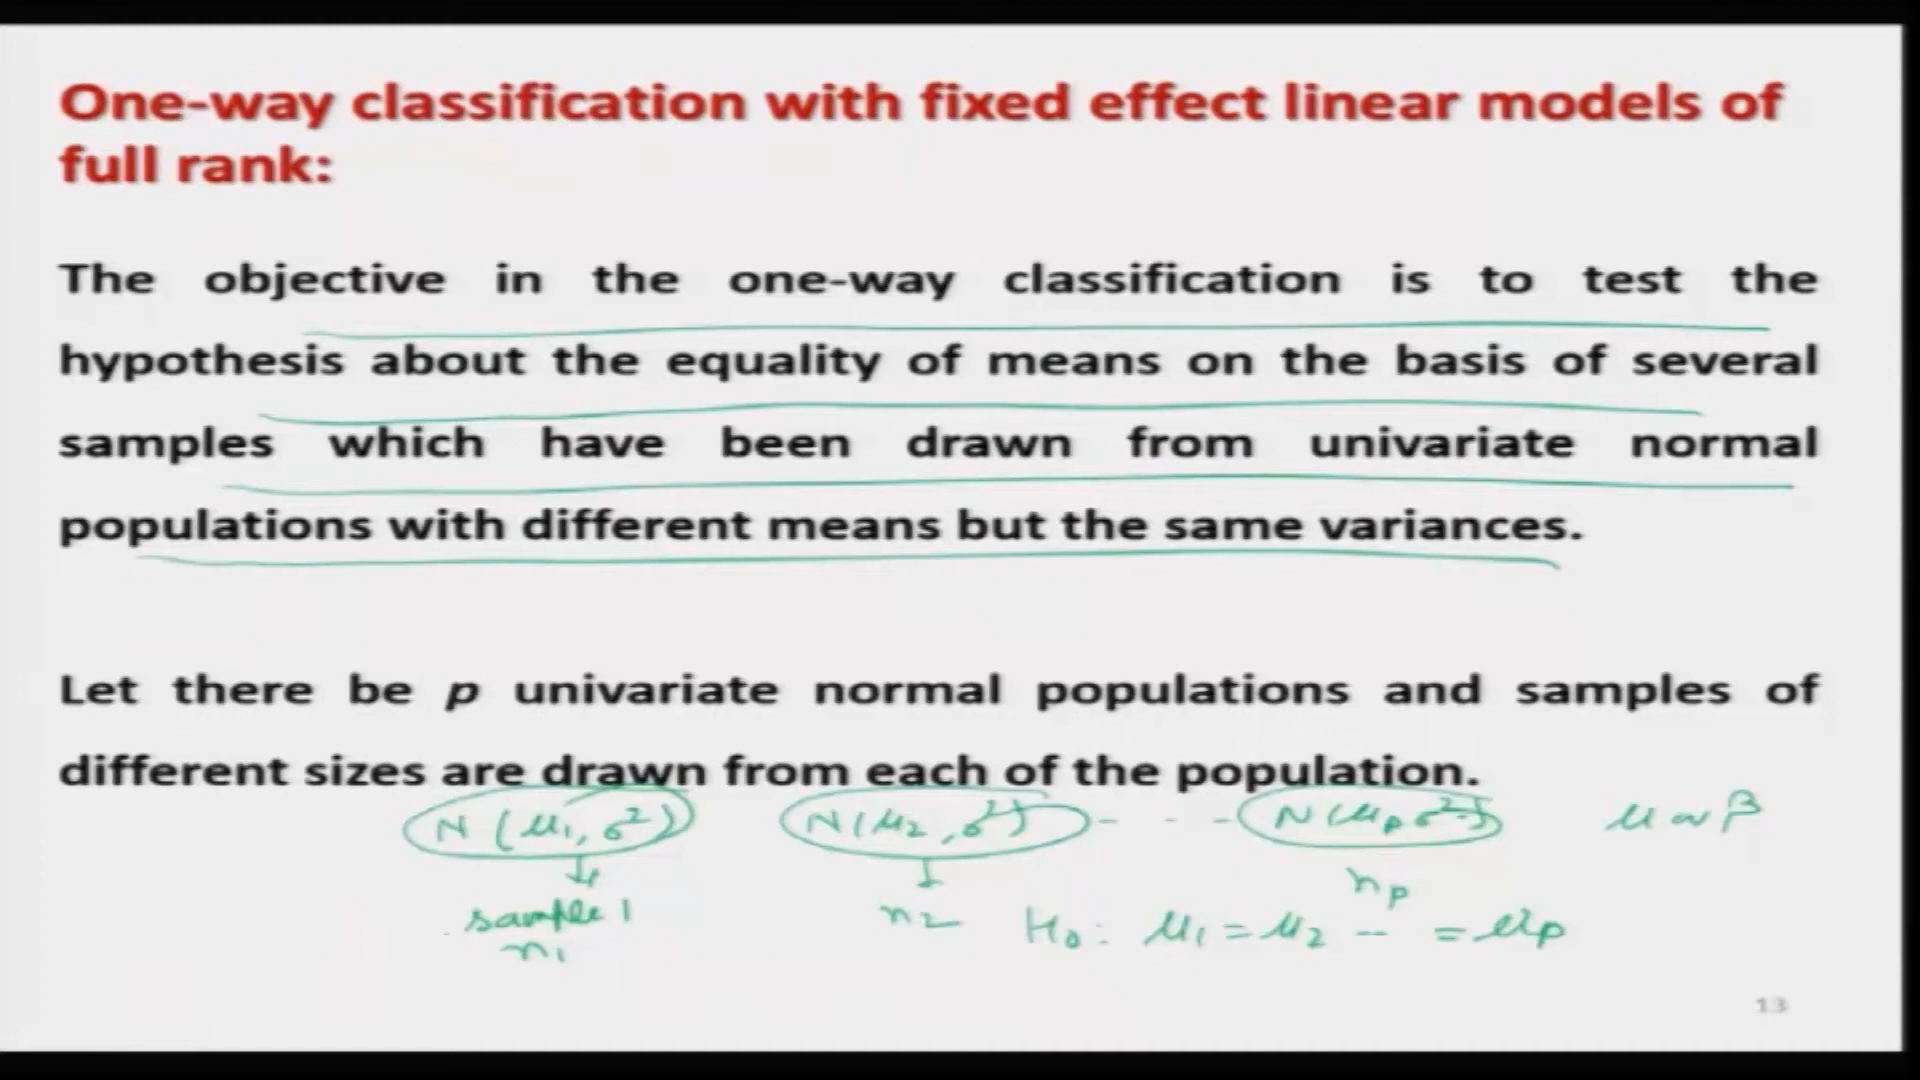 One-way classification with fixed effect linear models of
full rank:
The objective in the one-way classification is to test the
hypothesis about the equality of means on the basis of several
samples which have been drawn from univariate normal
populations with different means but the same variances.
Let there be p univariate normal populations and samples of
different sizes are drawn from each of the population.
N (μ₁, σ²) N(μ₂, σ²) - - - N(μₚ σ²) μ or β
sample 1 n₂ nₚ
n₁ H₀: μ₁ = μ₂ -- = μₚ
13